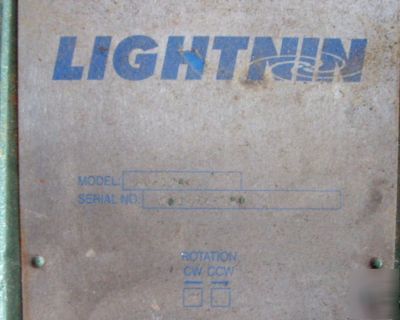 LIGHTNIN
MODEL:
SERIAL NO.
ROTATION
CW CCW